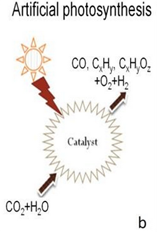 Artificial photosynthesis
CO, CxHy, CxHyO2
+O2+H2
Catalyst
CO2+H2O
b